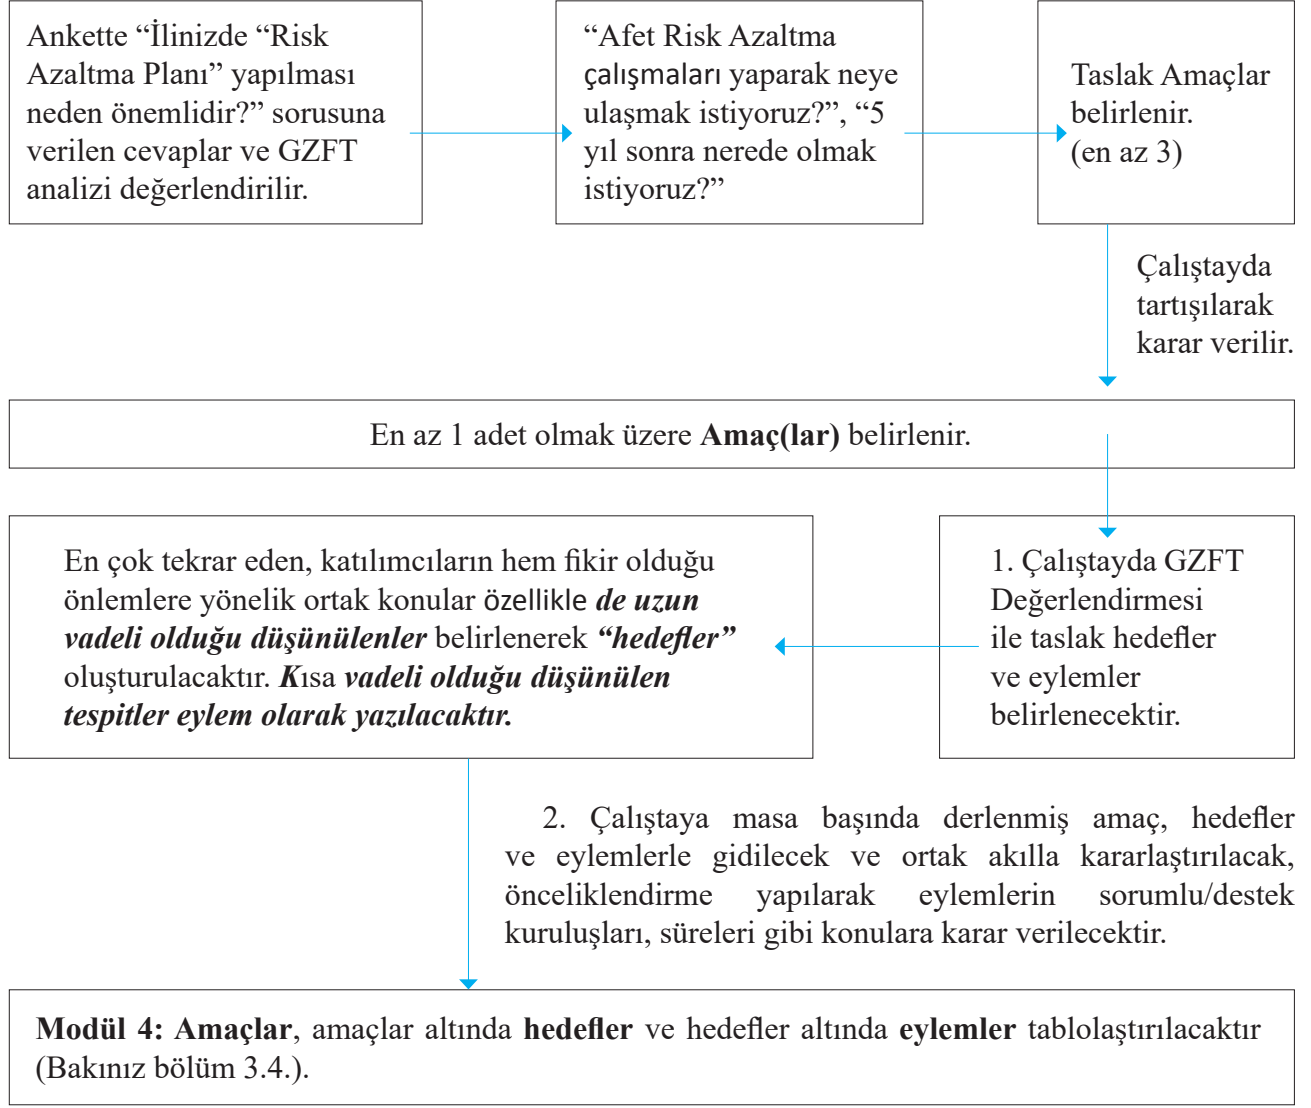 Ankette “İlinizde “Risk
Azaltma Planı” yapılması
neden önemlidir?” sorusuna
verilen cevaplar ve GZFT
analizi değerlendirilir.
“Afet Risk Azaltma
çalışmaları yaparak neye
ulaşmak istiyoruz?”, “5
yıl sonra nerede olmak
istiyoruz?”
Taslak Amaçlar
belirlenir.
(en az 3)
Çalıştayda
tartışılarak
karar verilir.
En az 1 adet olmak üzere Amaç(lar) belirlenir.
1. Çalıştayda GZFT
Değerlendirmesi
ile taslak hedefler
ve eylemler
belirlenecektir.
En çok tekrar eden, katılımcıların hem fikir olduğu
önlemlere yönelik ortak konular özellikle de uzun
vadeli olduğu düşünülenler belirlenerek “hedefler”
oluşturulacaktır. Kısa vadeli olduğu düşünülen
tespitler eylem olarak yazılacaktır.
2. Çalıştaya masa başında derlenmiş amaç, hedefler
ve eylemlerle gidilecek ve ortak akılla kararlaştırılacak,
önceliklendirme yapılarak eylemlerin sorumlu/destek
kuruluşları, süreleri gibi konulara karar verilecektir.
Modül 4: Amaçlar, amaçlar altında hedefler ve hedefler altında eylemler tablolaştırılacaktır
(Bakınız bölüm 3.4.).